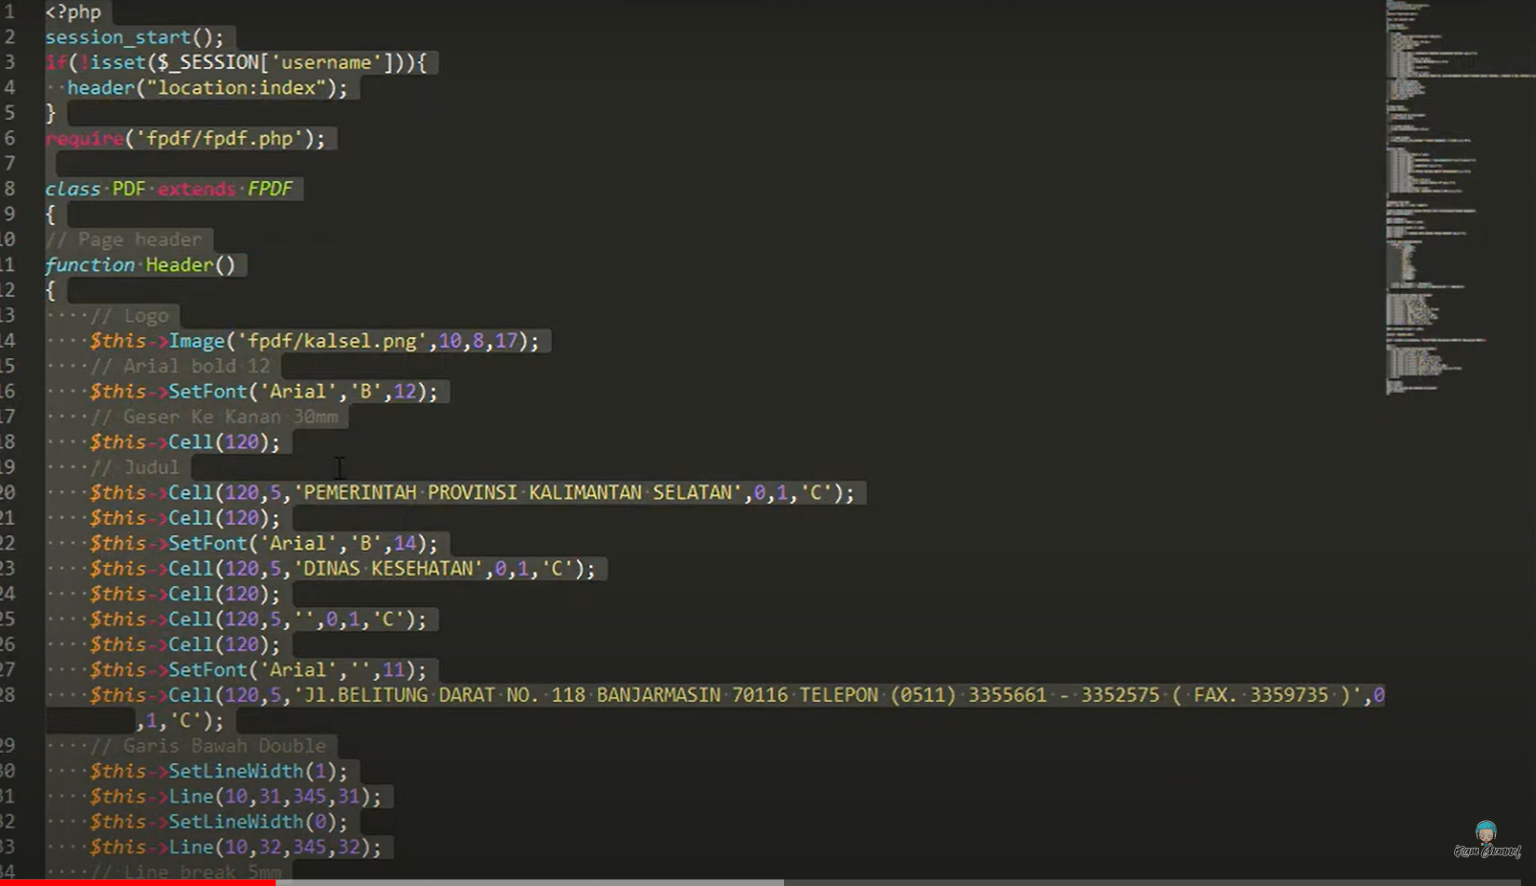 1 <?php
2 session_start();
3 if(!isset($_SESSION['username'])){
4 header("location:index");
5 }
6 require('fpdf/fpdf.php');
7
8 class PDF extends FPDF
9 {
10 // Page header
11 function Header()
12 {
13 // Logo
14 $this->Image('fpdf/kalsel.png',10,8,17);
15 // Arial bold 12
16 $this->SetFont('Arial','B',12);
17 // Geser Ke Kanan 30mm
18 $this->Cell(120);
19 // Judul
20 $this->Cell(120,5,'PEMERINTAH PROVINSI KALIMANTAN SELATAN',0,1,'C');
21 $this->Cell(120);
22 $this->SetFont('Arial','B',14);
23 $this->Cell(120,5,'DINAS KESEHATAN',0,1,'C');
24 $this->Cell(120);
25 $this->Cell(120,5,'',0,1,'C');
26 $this->Cell(120);
27 $this->SetFont('Arial','',11);
28 $this->Cell(120,5,'Jl.BELITUNG DARAT NO. 118 BANJARMASIN 70116 TELEPON (0511) 3355661 - 3352575 ( FAX. 3359735 )',0
,1,'C');
29 // Garis Bawah Double
30 $this->SetLineWidth(1);
31 $this->Line(10,31,345,31);
32 $this->SetLineWidth(0);
33 $this->Line(10,32,345,32);
34 // Line break 5mm